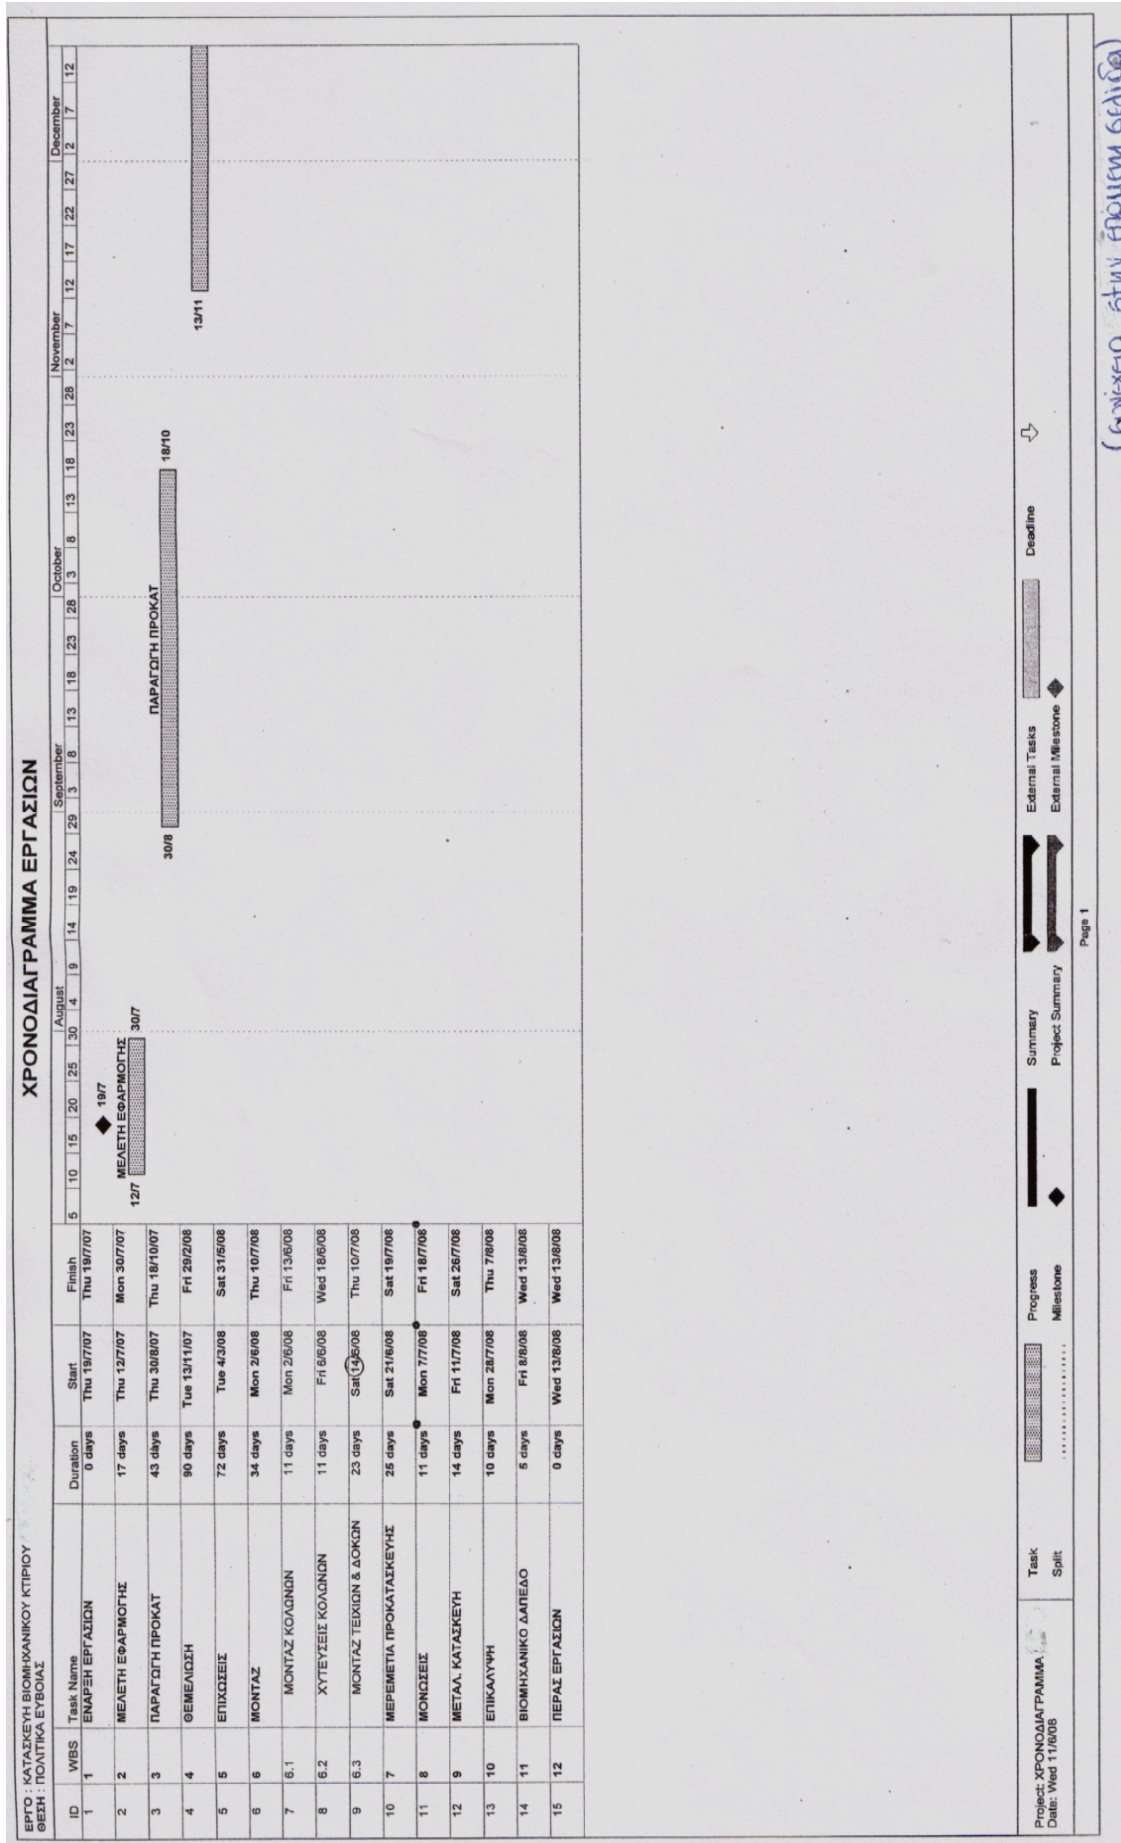 ΕΡΓΟ : ΚΑΤΑΣΚΕΥΗ ΒΙΟΜΗΧΑΝΙΚΟΥ ΚΤΙΡΙΟΥ
ΘΕΣΗ : ΠΟΛΙΤΙΚΑ ΕΥΒΟΙΑΣ
ΧΡΟΝΟΔΙΑΓΡΑΜΜΑ ΕΡΓΑΣΙΩΝ
ID WBS Task Name Duration Start Finish
August September October November December
5 10 15 20 25 30 4 9 14 19 24 29 3 8 13 18 23 28 3 8 13 18 23 28 2 7 12 17 22 27 2 7 12
1 1 ΕΝΑΡΞΗ ΕΡΓΑΣΙΩΝ 0 days Thu 19/7/07 Thu 19/7/07 19/7
2 2 ΜΕΛΕΤΗ ΕΦΑΡΜΟΓΗΣ 17 days Thu 12/7/07 Mon 30/7/07 12/7 ΜΕΛΕΤΗ ΕΦΑΡΜΟΓΗΣ 30/7
3 3 ΠΑΡΑΓΩΓΗ ΠΡΟΚΑΤ 43 days Thu 30/8/07 Thu 18/10/07 30/8 ΠΑΡΑΓΩΓΗ ΠΡΟΚΑΤ 18/10
4 4 ΘΕΜΕΛΙΩΣΗ 90 days Tue 13/11/07 Fri 29/2/08 13/11
5 5 ΕΠΙΧΩΣΕΙΣ 72 days Tue 4/3/08 Sat 31/5/08
6 6 ΜΟΝΤΑΖ 34 days Mon 2/6/08 Thu 10/7/08
7 6.1 ΜΟΝΤΑΖ ΚΟΛΩΝΩΝ 11 days Mon 2/6/08 Fri 13/6/08
8 6.2 ΧΥΤΕΥΣΕΙΣ ΚΟΛΩΝΩΝ 11 days Fri 6/6/08 Wed 18/6/08
9 6.3 ΜΟΝΤΑΖ ΤΕΙΧΙΩΝ & ΔΟΚΩΝ 23 days Sat 14/6/08 Thu 10/7/08
10 7 ΜΕΡΕΜΕΤΙΑ ΠΡΟΚΑΤΑΣΚΕΥΗΣ 25 days Sat 21/6/08 Sat 19/7/08
11 8 ΜΟΝΩΣΕΙΣ 11 days Mon 7/7/08 Fri 18/7/08
12 9 ΜΕΤΑΛ. ΚΑΤΑΣΚΕΥΗ 14 days Fri 11/7/08 Sat 26/7/08
13 10 ΕΠΙΚΑΛΥΨΗ 10 days Mon 28/7/08 Thu 7/8/08
14 11 ΒΙΟΜΗΧΑΝΙΚΟ ΔΑΠΕΔΟ 5 days Fri 8/8/08 Wed 13/8/08
15 12 ΠΕΡΑΣ ΕΡΓΑΣΙΩΝ 0 days Wed 13/8/08 Wed 13/8/08
Project: ΧΡΟΝΟΔΙΑΓΡΑΜΜΑ
Date: Wed 11/6/08
Task Progress Summary External Tasks Deadline
Split Milestone Project Summary External Milestone
Page 1
(συνέχεια στην επόμενη σελίδα)